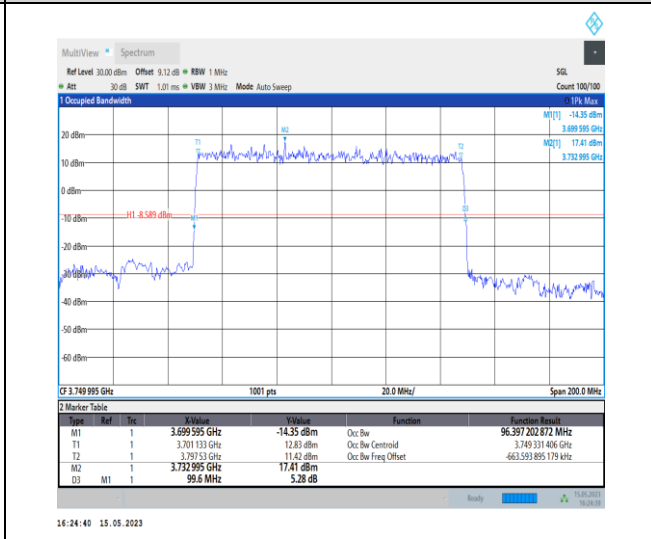 MultiView Spectrum
Ref Level 30.00 dBm Offset 9.12 dB RBW 1 MHz SGL
Att 30 dB SWT 1.01 ms VBW 3 MHz Mode Auto Sweep Count 100/100
1 Occupied Bandwidth 1Pk Max
M1[1] -14.35 dBm
3.699 595 GHz
M2[1] 17.41 dBm
3.732 995 GHz
20 dBm
M2
T1
T2
10 dBm
0 dBm
D3
-10 dBm
H1 -8.589 dBm
M1
-20 dBm
-30 dBm
-40 dBm
-50 dBm
-60 dBm
CF 3.749 995 GHz 1001 pts 20.0 MHz/ Span 200.0 MHz
2 Marker Table
Type Ref Trc X-Value Y-Value Function Function Result
M1 1 3.699 595 GHz -14.35 dBm Occ Bw 96.397 202 872 MHz
T1 1 3.701 133 GHz 12.83 dBm Occ Bw Centroid 3.749 331 406 GHz
T2 1 3.797 53 GHz 11.42 dBm Occ Bw Freq Offset -663.593 895 179 kHz
M2 1 3.732 995 GHz 17.41 dBm
D3 M1 1 99.6 MHz 5.28 dB
Ready 15.05.2023
16:24:39
16:24:40 15.05.2023